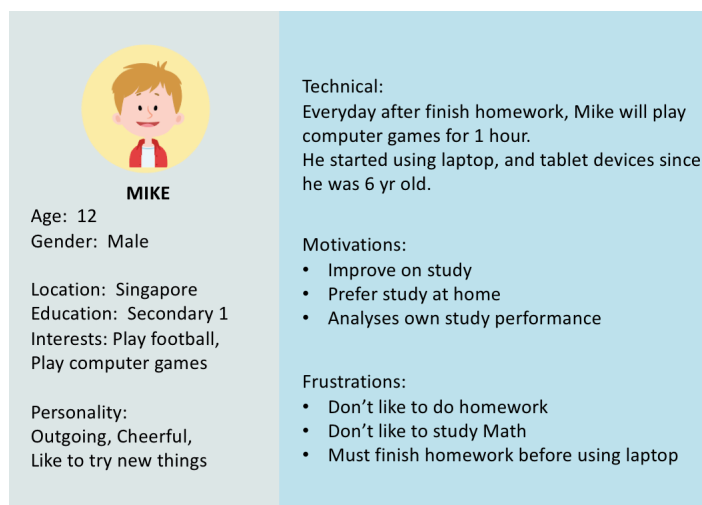 MIKE
Age: 12
Gender: Male
Location: Singapore
Education: Secondary 1
Interests: Play football,
Play computer games
Personality:
Outgoing, Cheerful,
Like to try new things
Technical:
Everyday after finish homework, Mike will play
computer games for 1 hour.
He started using laptop, and tablet devices since
he was 6 yr old.
Motivations:
• Improve on study
• Prefer study at home
• Analyses own study performance
Frustrations:
• Don’t like to do homework
• Don’t like to study Math
• Must finish homework before using laptop